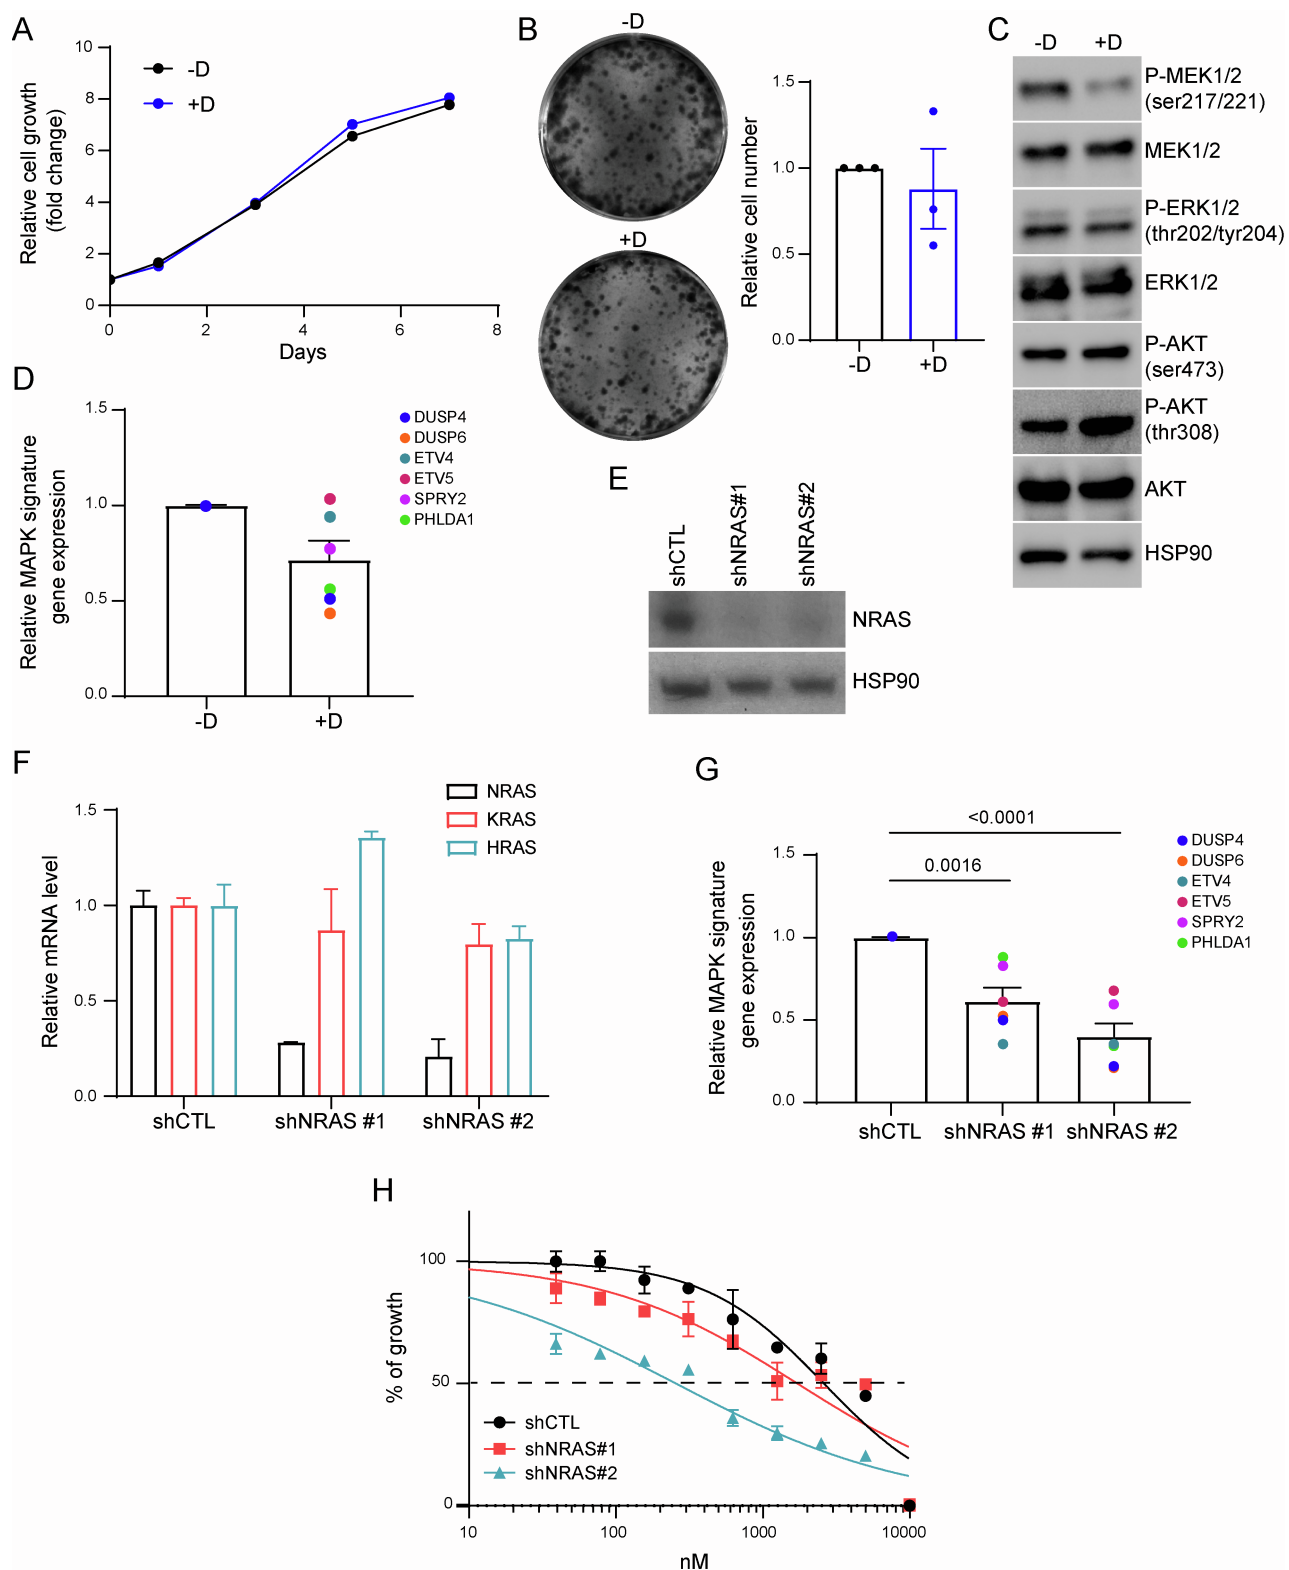 A
10
8
6
4
2
0
Relative cell growth
(fold change)
-D
+D
0
2
4
6
8
Days
B
-D
+D
1.5
1.0
0.5
0.0
Relative cell number
-D
+D
C
-D
+D
P-MEK1/2
(ser217/221)
MEK1/2
P-ERK1/2
(thr202/tyr204)
ERK1/2
P-AKT
(ser473)
P-AKT
(thr308)
AKT
HSP90
D
1.5
1.0
0.5
0.0
Relative MAPK signature
gene expression
DUSP4
DUSP6
ETV4
ETV5
SPRY2
PHLDA1
-D
+D
E
shCTL
shNRAS#1
shNRAS#2
NRAS
HSP90
F
1.5
1.0
0.5
0.0
Relative mRNA level
NRAS
KRAS
HRAS
shCTL
shNRAS #1
shNRAS #2
G
<0.0001
0.0016
1.5
1.0
0.5
0.0
Relative MAPK signature
gene expression
DUSP4
DUSP6
ETV4
ETV5
SPRY2
PHLDA1
shCTL
shNRAS #1
shNRAS #2
H
100
50
0
% of growth
shCTL
shNRAS#1
shNRAS#2
10
100
1000
10000
nM